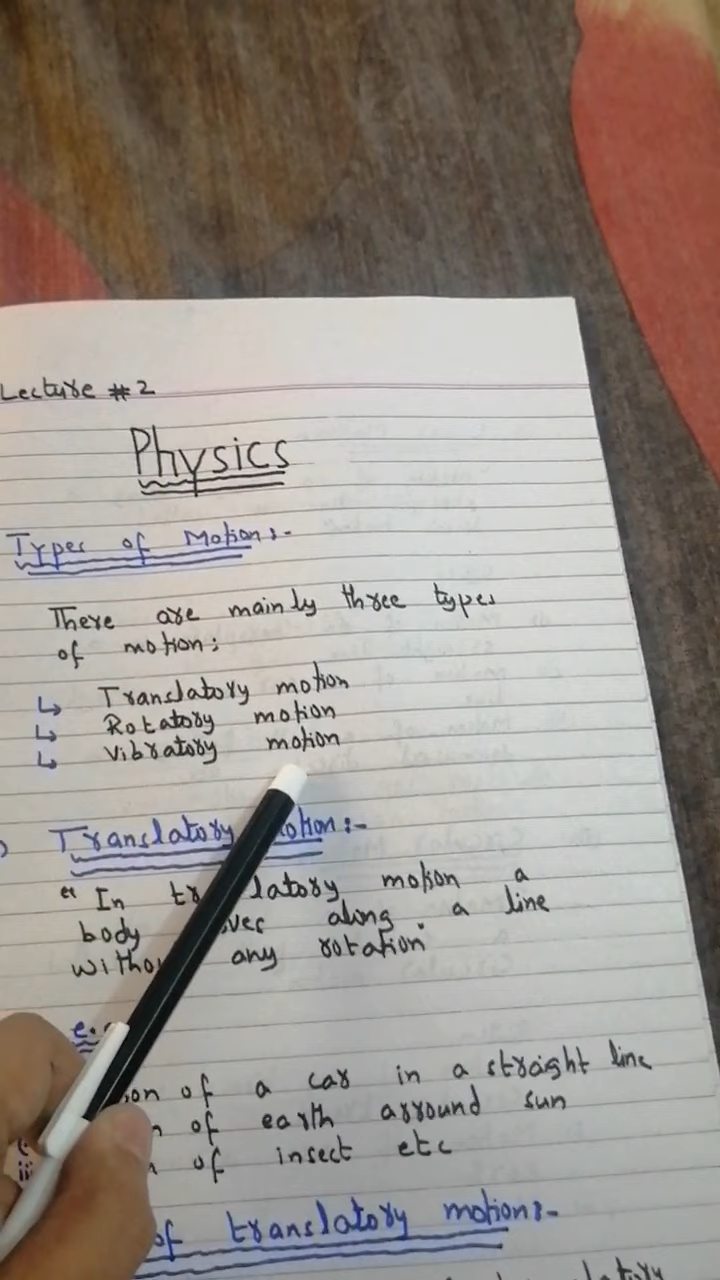 Lecture # 2
Physics
Types of Motion:-
There are mainly three types
of motion:
↳ Translatory motion
↳ Rotatory motion
↳ Vibratory motion
Translatory :-
" In motion a
body along a line
any rotation"
of a car in a straight line
of earth arround sun
of insect etc
of translatory motion:-